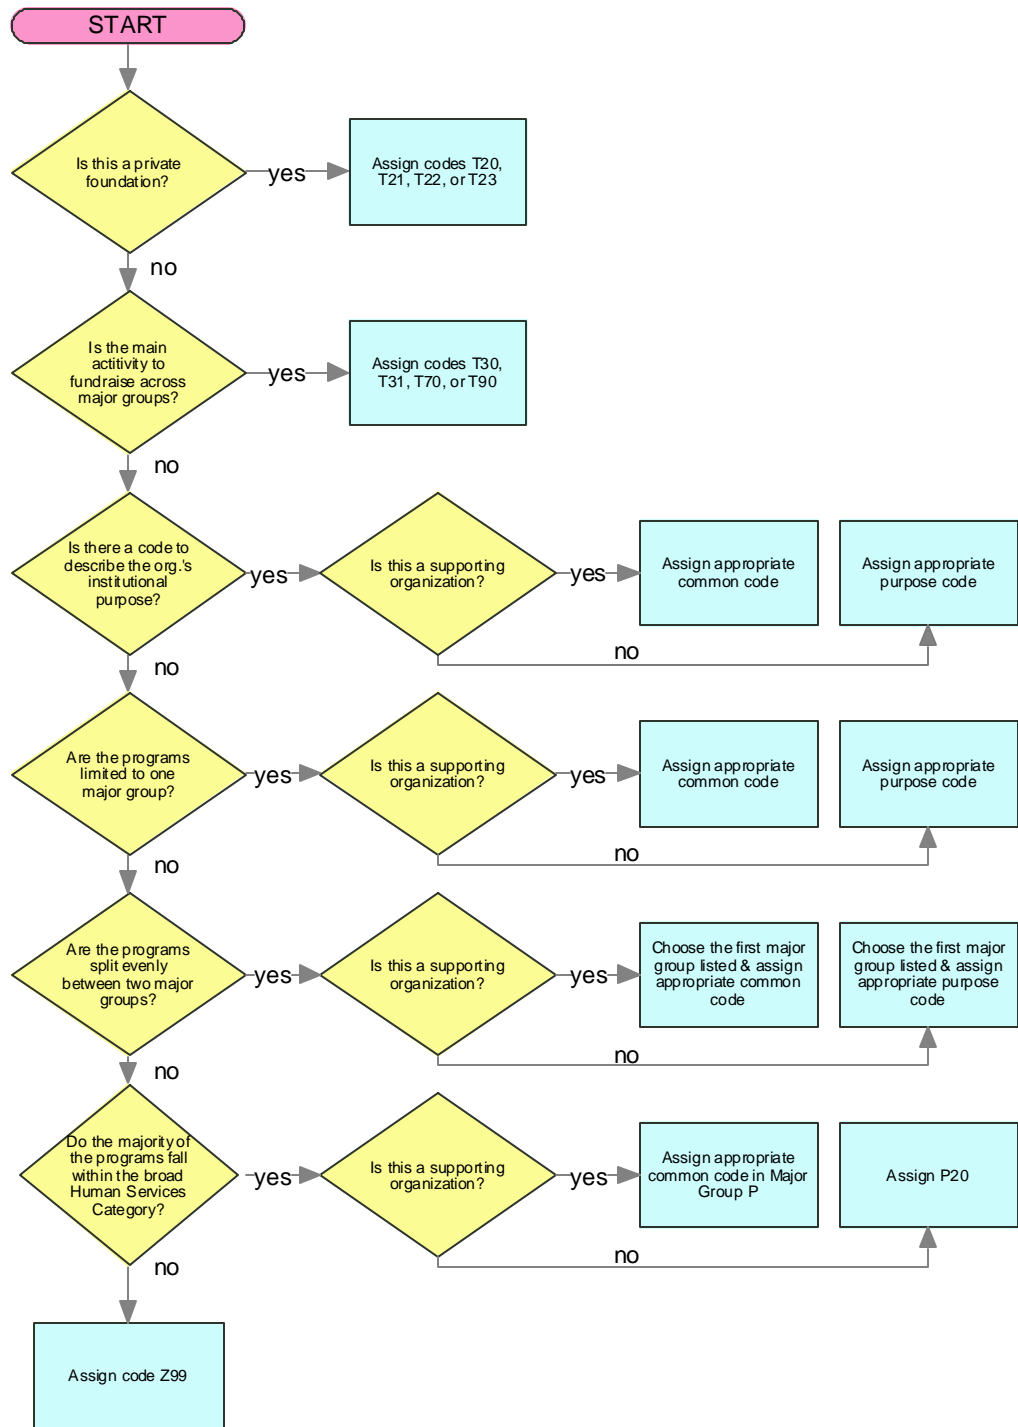 START
Is this a private
foundation?
yes
Assign codes T20,
T21, T22, or T23
no
Is the main
actitivity to
fundraise across
major groups?
yes
Assign codes T30,
T31, T70, or T90
no
Is there a code to
describe the org.'s
institutional
purpose?
yes
Is this a supporting
organization?
yes
Assign appropriate
common code
Assign appropriate
purpose code
no
no
Are the programs
limited to one
major group?
yes
Is this a supporting
organization?
yes
Assign appropriate
common code
Assign appropriate
purpose code
no
no
Are the programs
split evenly
between two major
groups?
yes
Is this a supporting
organization?
yes
Choose the first major
group listed & assign
appropriate common
code
Choose the first major
group listed & assign
appropriate purpose
code
no
no
Do the majority of
the programs fall
within the broad
Human Services
Category?
yes
Is this a supporting
organization?
yes
Assign appropriate
common code in Major
Group P
Assign P20
no
no
Assign code Z99